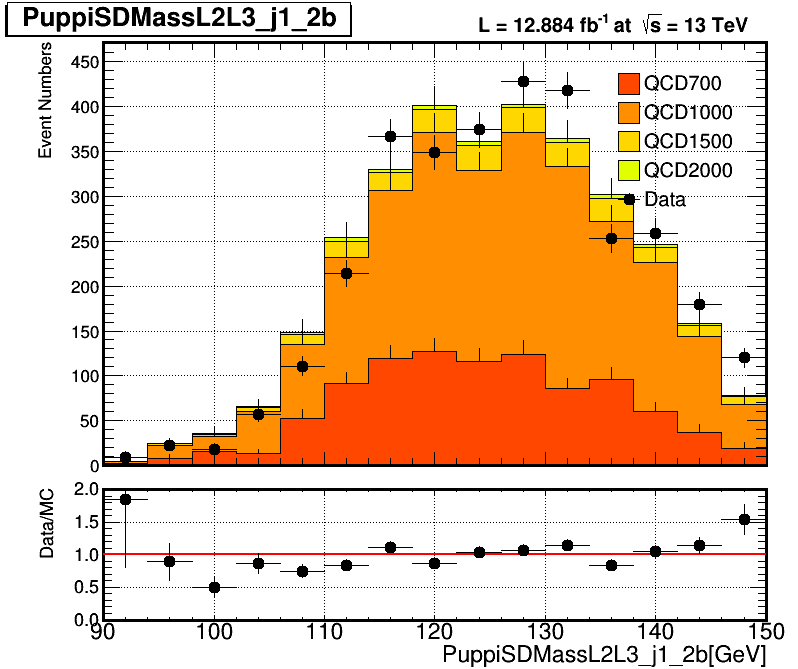 PuppiSDMassL2L3_j1_2b
L = 12.884 fb⁻¹ at √s = 13 TeV
Event Numbers
450
400
350
300
250
200
150
100
50
0
QCD700
QCD1000
QCD1500
QCD2000
Data
Data/MC
2.0
1.5
1.0
0.5
0.0
90 100 110 120 130 140 150
PuppiSDMassL2L3_j1_2b[GeV]